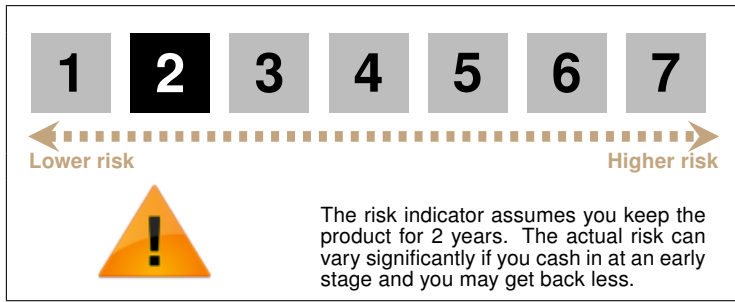 1 2 3 4 5 6 7
Lower risk Higher risk
!
The risk indicator assumes you keep the
product for 2 years. The actual risk can
vary significantly if you cash in at an early
stage and you may get back less.